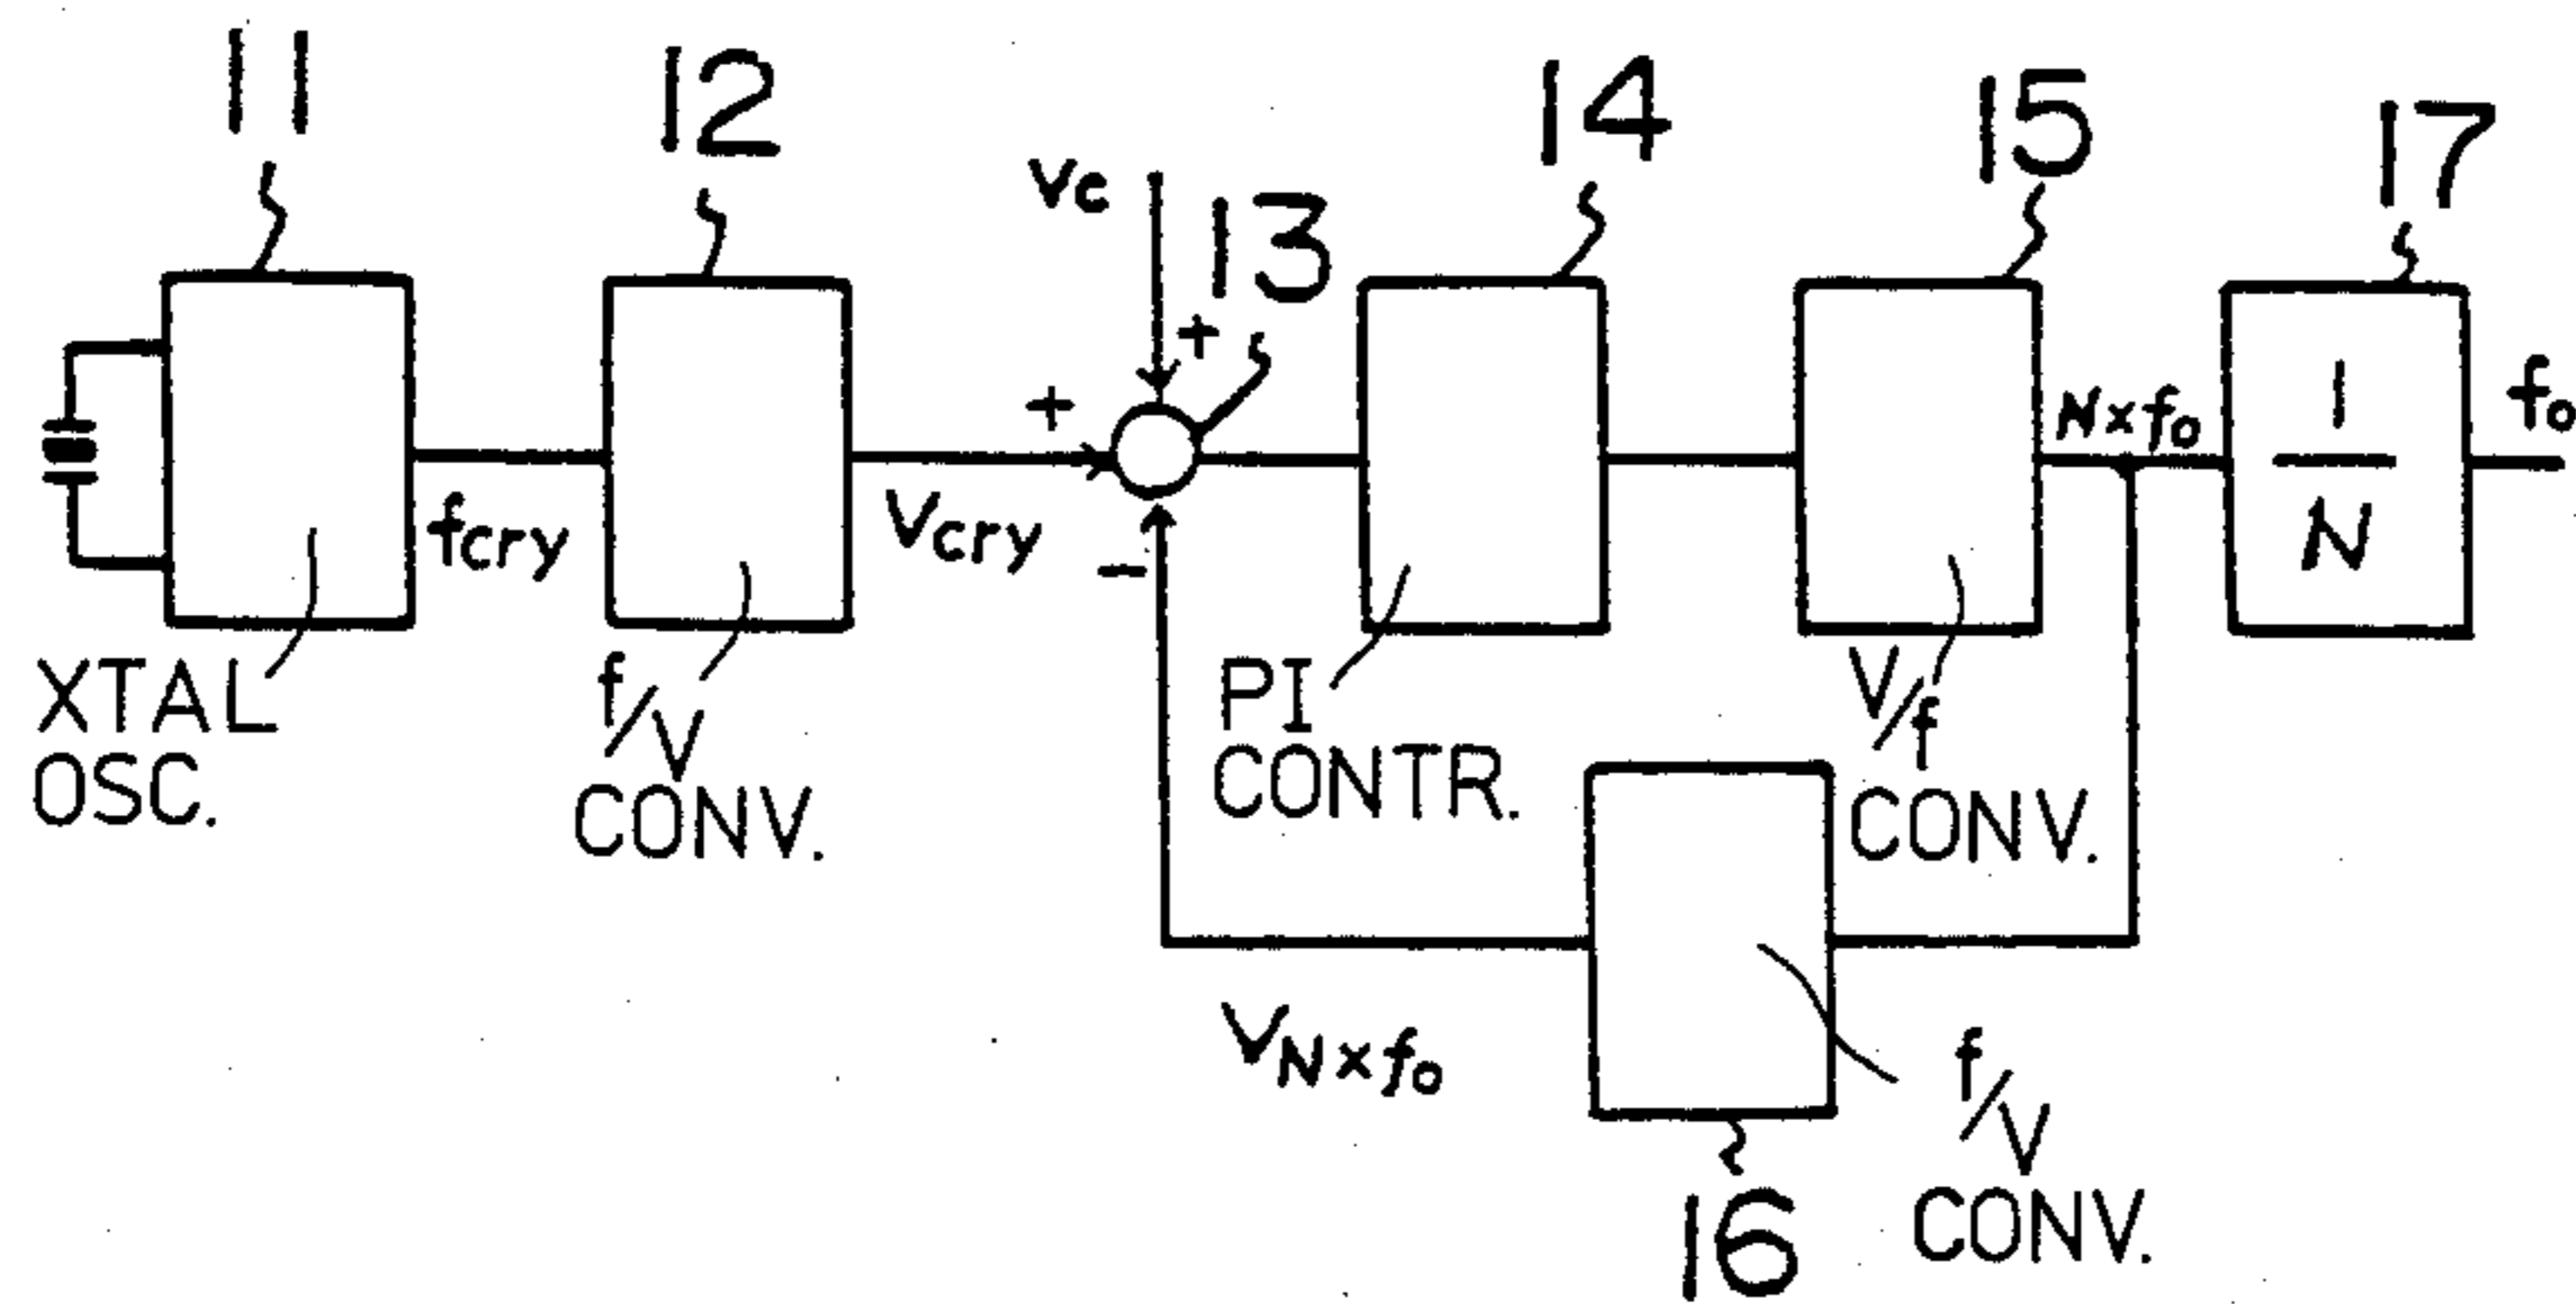 11
12
13
14
15
17
Vc
+
+
-
fcry
Vcry
N×fo
1
N
fo
XTAL
OSC.
f/V
CONV.
PI
CONTR.
V/f
CONV.
VN×fo
f/V
CONV.
16